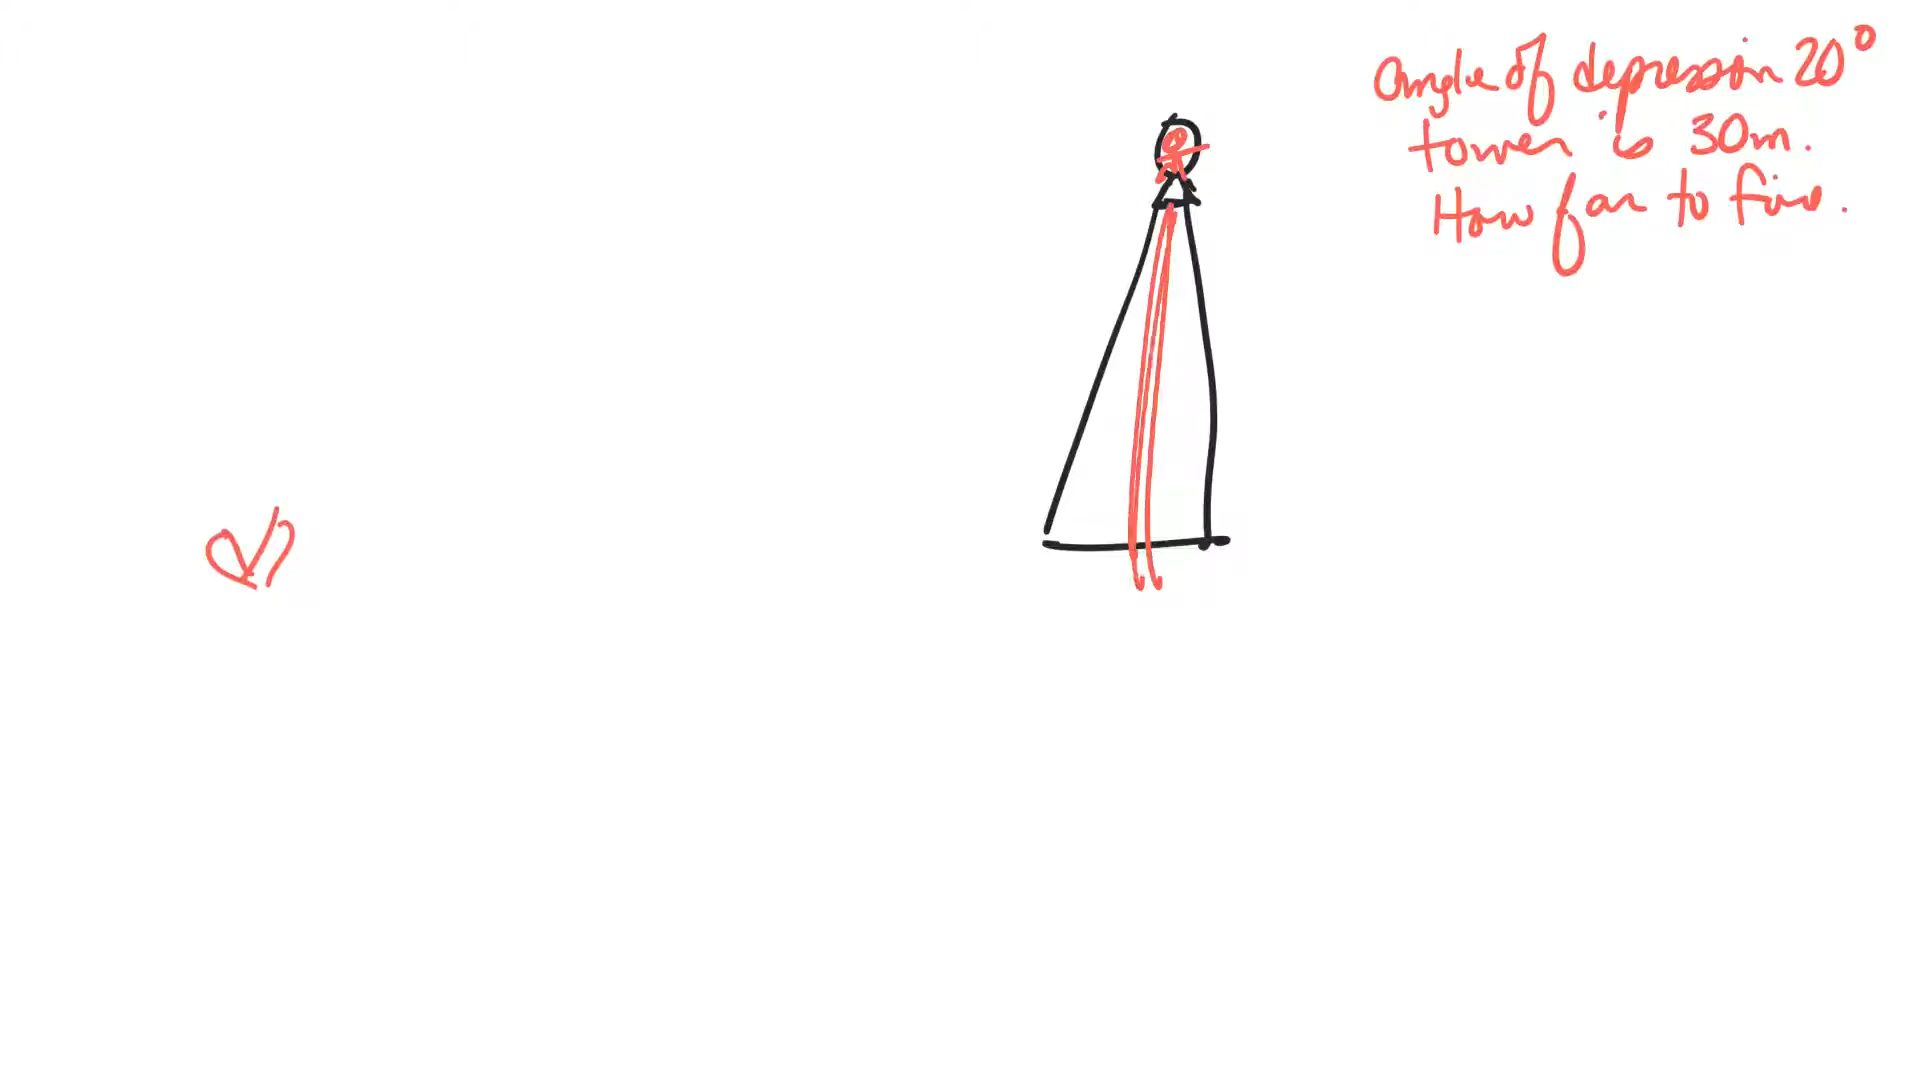 Angle of depression 20°
tower is 30m.
How far to fire.